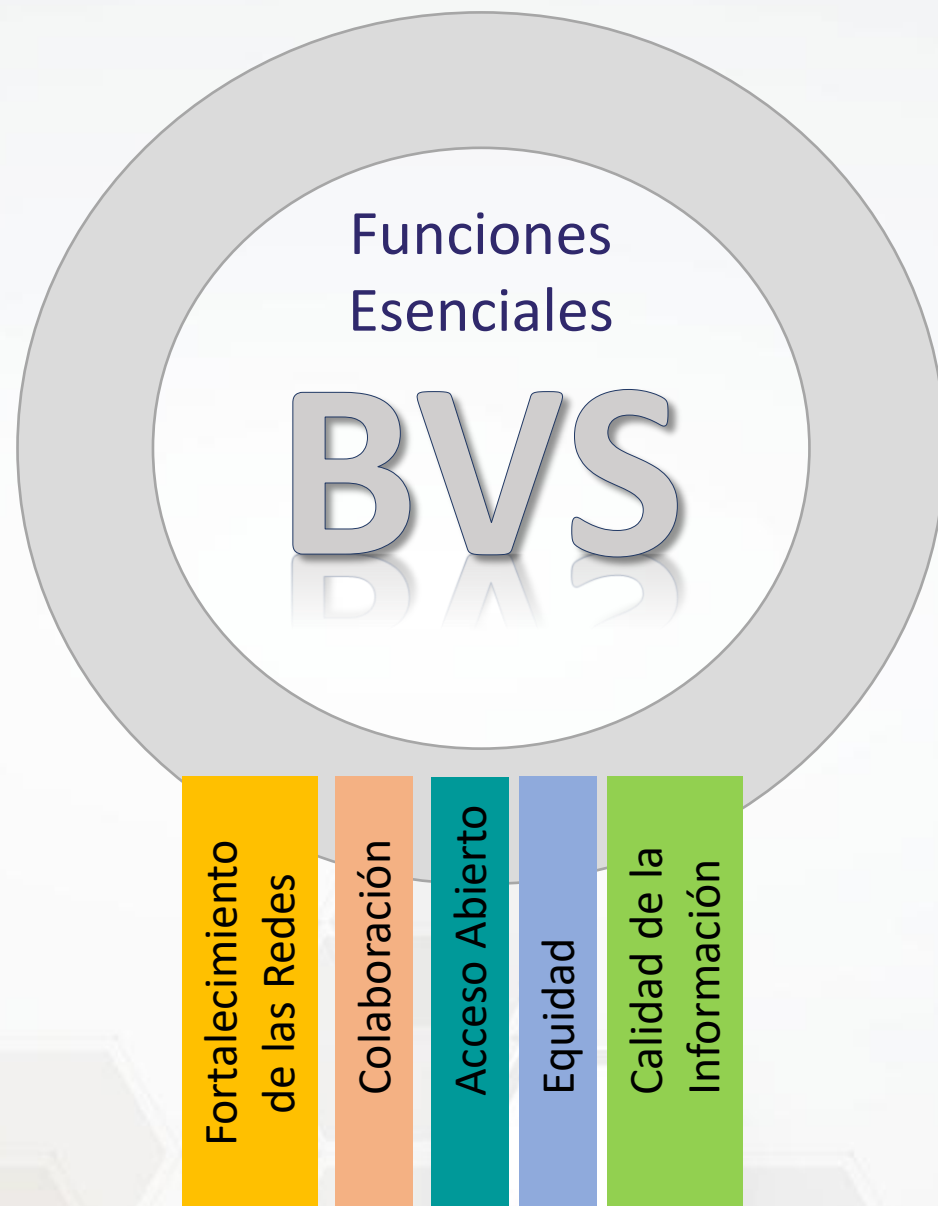 Funciones
Esenciales
BVS
Fortalecimiento
de las Redes
Colaboración
Acceso Abierto
Equidad
Calidad de la
Información